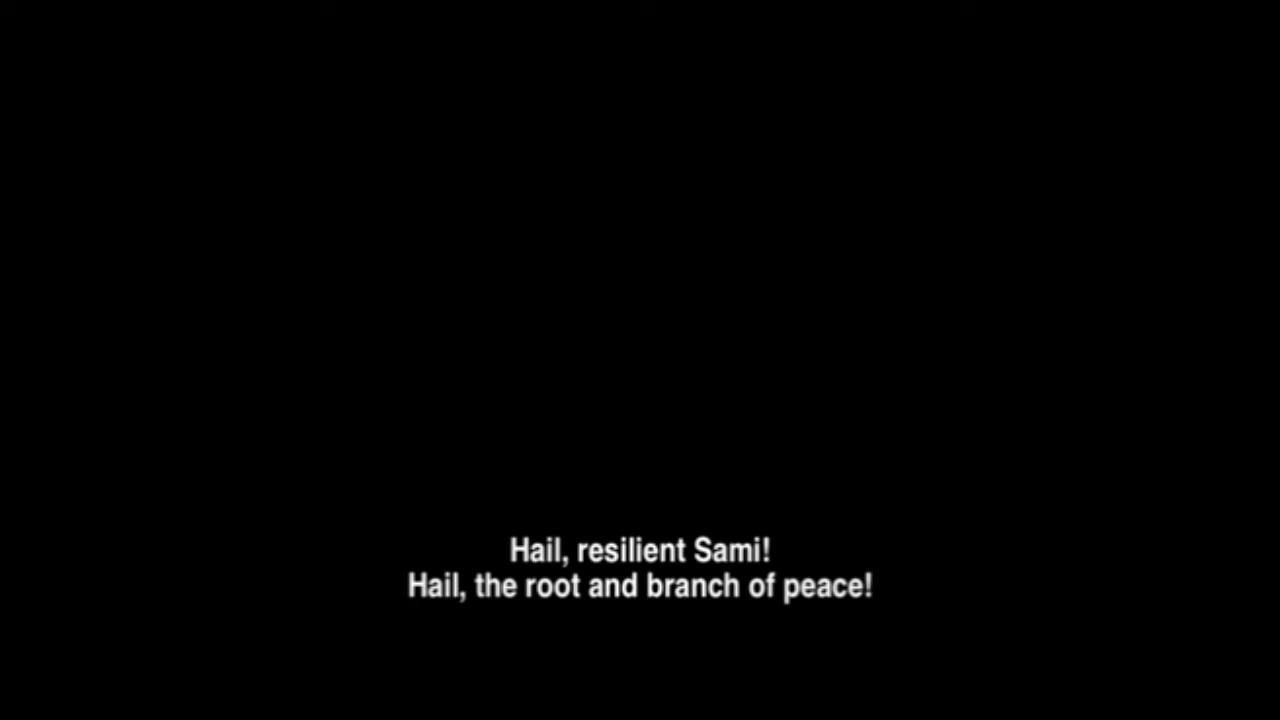 Hail, resilient Sami!
Hail, the root and branch of peace!